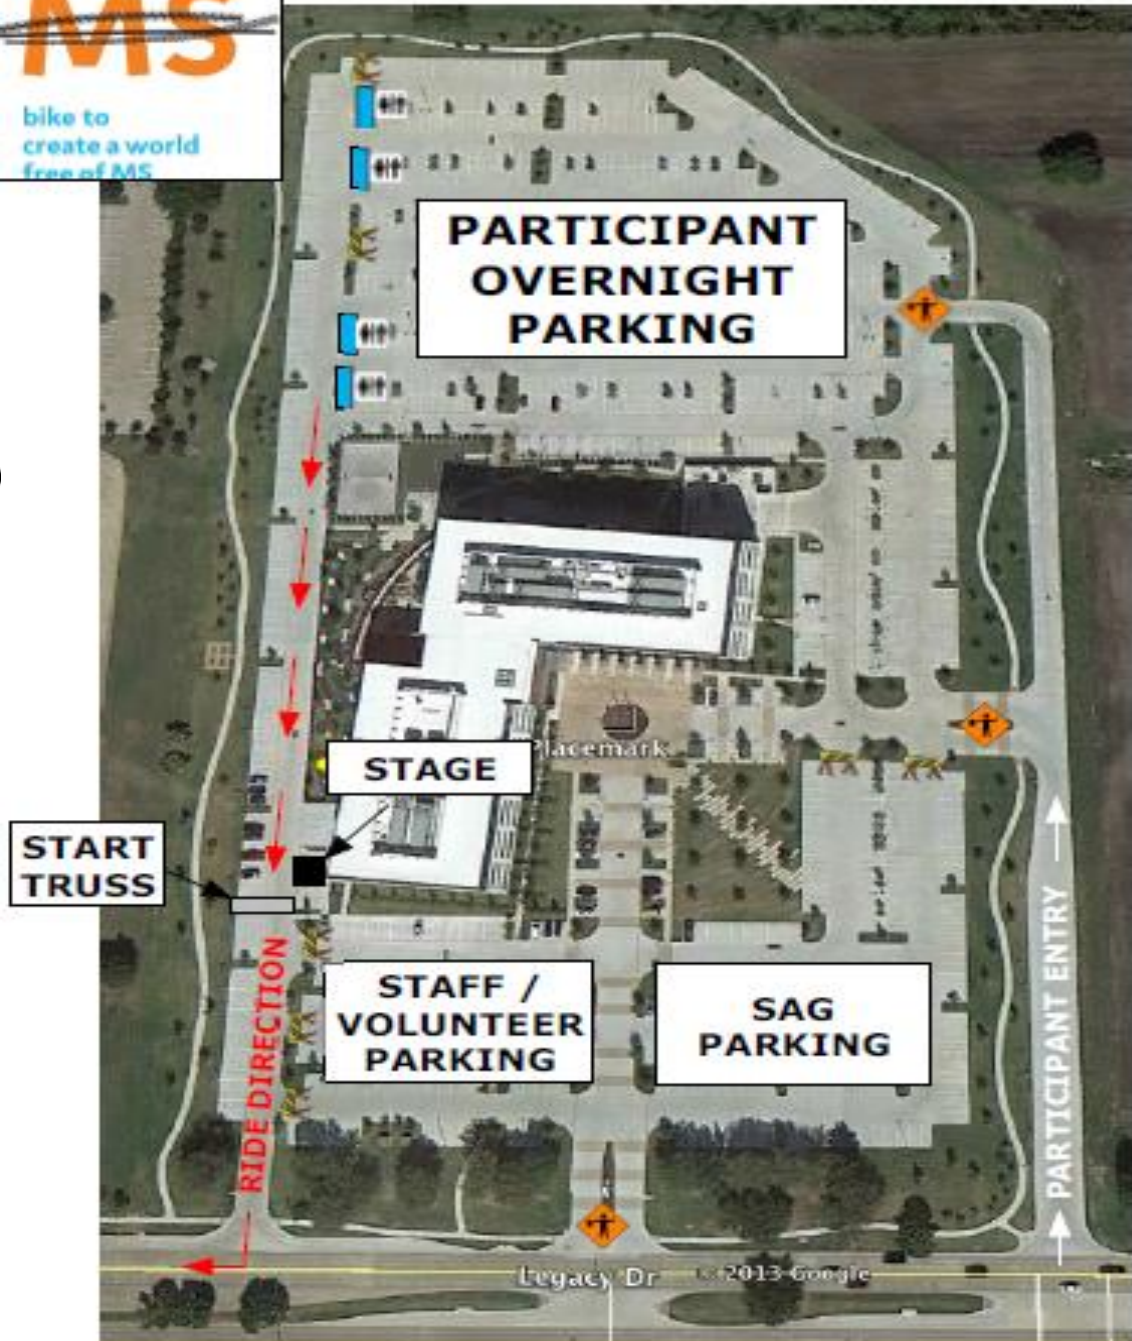 MS
bike to
create a world
free of MS
PARTICIPANT
OVERNIGHT
PARKING
Placemark
STAGE
START
TRUSS
STAFF /
VOLUNTEER
PARKING
SAG
PARKING
RIDE DIRECTION
PARTICIPANT ENTRY
Legacy Dr
© 2013 Google